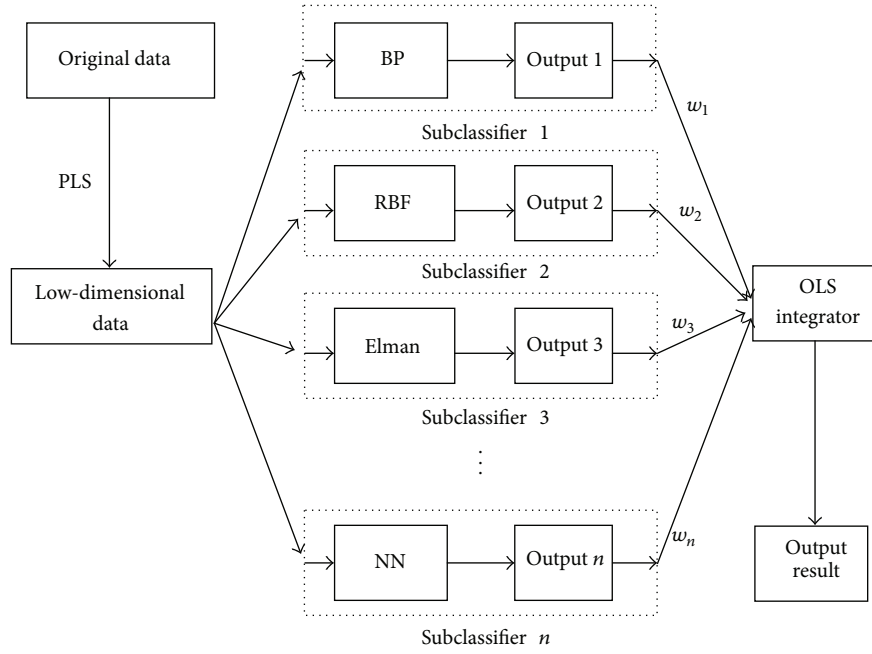 Original data
PLS
Low-dimensional
data
BP
Output 1
Subclassifier 1
RBF
Output 2
Subclassifier 2
Elman
Output 3
Subclassifier 3
⋮
NN
Output n
Subclassifier n
w1
w2
w3
wn
OLS
integrator
Output
result